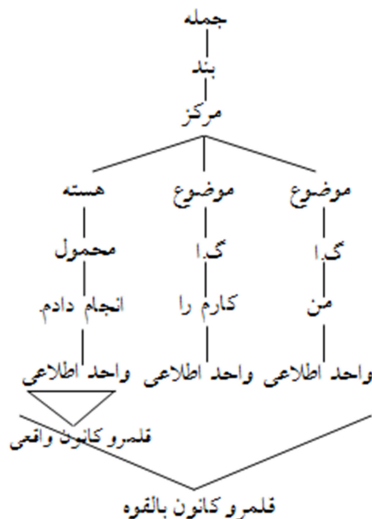 جمله
بند
مرکز
موضوع موضوع هسته
گ.ا گ.ا محمول
من کارم را انجام دادم.
واحد اطلاعی واحد اطلاعی واحد اطلاعی
قلمرو کانون واقعی
قلمرو کانون بالقوه